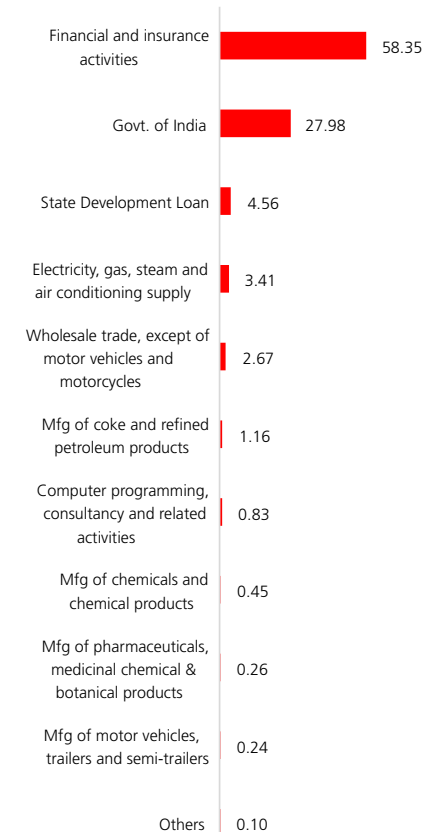 Financial and insurance
activities
58.35
Govt. of India
27.98
State Development Loan
4.56
Electricity, gas, steam and
air conditioning supply
3.41
Wholesale trade, except of
motor vehicles and
motorcycles
2.67
Mfg of coke and refined
petroleum products
1.16
Computer programming,
consultancy and related
activities
0.83
Mfg of chemicals and
chemical products
0.45
Mfg of pharmaceuticals,
medicinal chemical &
botanical products
0.26
Mfg of motor vehicles,
trailers and semi-trailers
0.24
Others
0.10